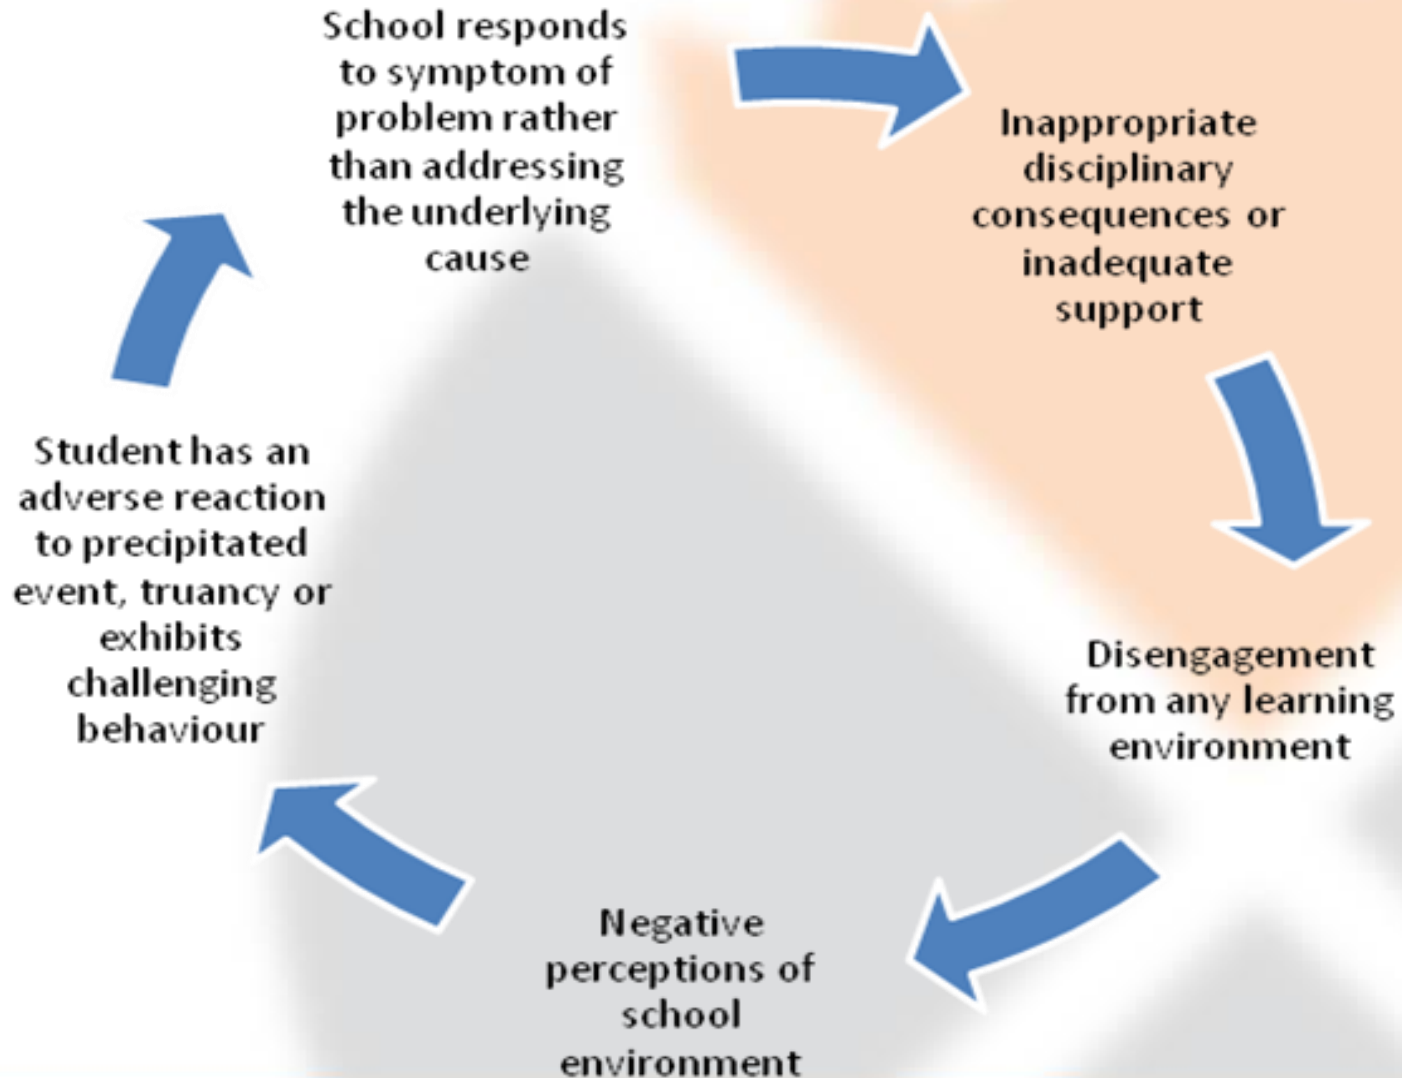 School responds
to symptom of
problem rather
than addressing
the underlying
cause
Inappropriate
disciplinary
consequences or
inadequate
support
Disengagement
from any learning
environment
Negative
perceptions of
school
environment
Student has an
adverse reaction
to precipitated
event, truancy or
exhibits
challenging
behaviour